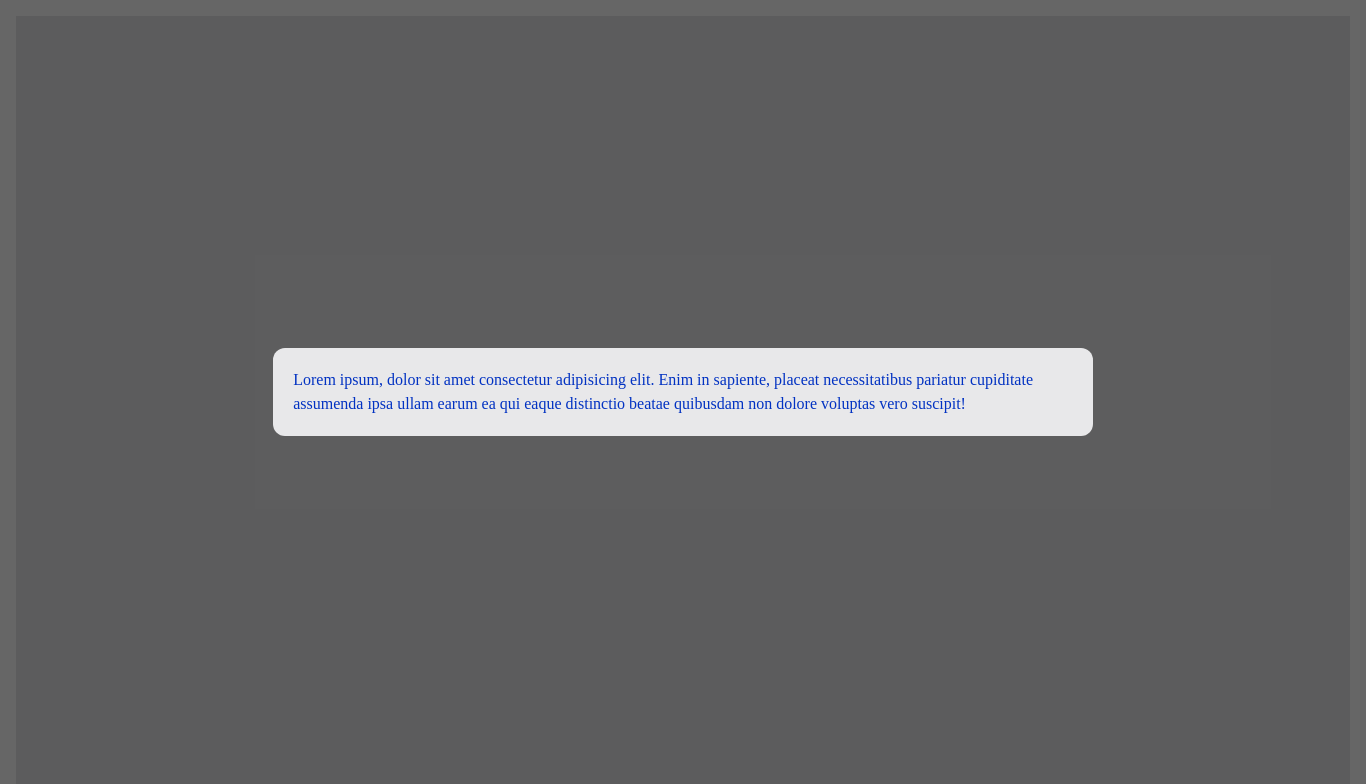 Lorem ipsum, dolor sit amet consectetur adipisicing elit. Enim in sapiente, placeat necessitatibus pariatur cupiditate
assumenda ipsa ullam earum ea qui eaque distinctio beatae quibusdam non dolore voluptas vero suscipit!